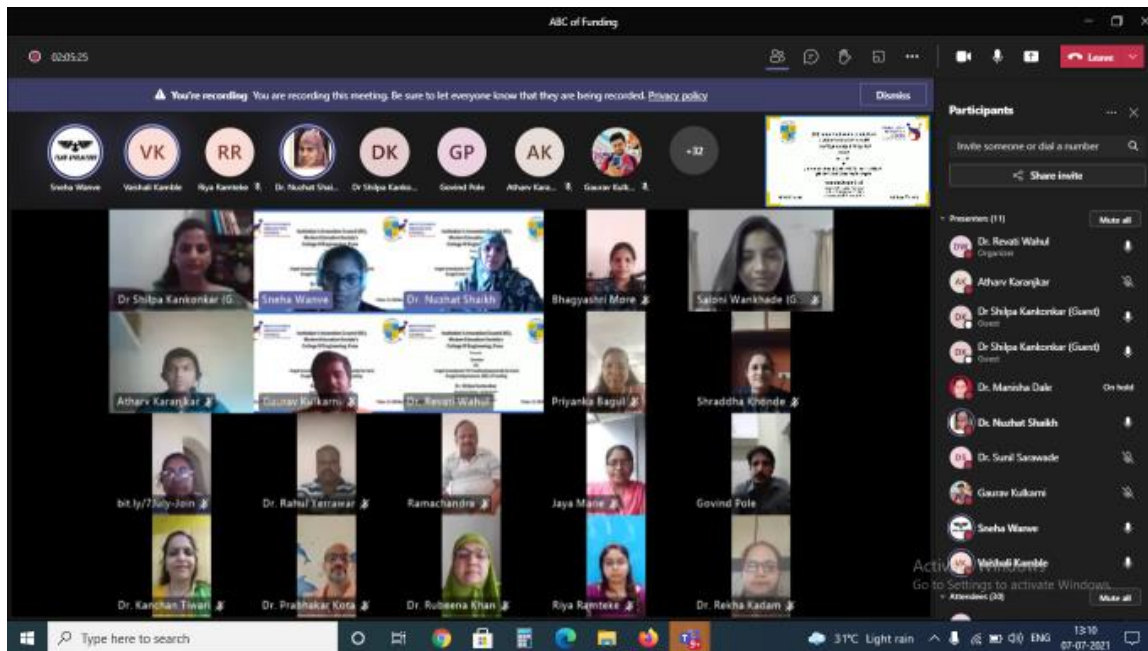 ABC of Funding
02:05:25
Leave
You're recording You are recording this meeting. Be sure to let everyone know that they are being recorded. Privacy policy
Dismiss
VK
RR
DK
GP
AK
+32
Sneha Wanve
Vaishali Kamble
Riya Ramteke
Dr. Nuzhat Shai...
Dr Shilpa Kanko...
Govind Pole
Atharv Kara...
Gaurav Kulk...
Participants
Invite someone or dial a number
Share invite
Presenters (11)
Mute all
Dr. Revati Wahul
Organizer
AK
Atharv Karanjkar
DK
Dr Shilpa Kankonkar (Guest)
Guest
DK
Dr Shilpa Kankonkar (Guest)
Guest
Dr. Manisha Dale
On hold
Dr. Nuzhat Shaikh
DS
Dr. Sunil Sarawade
Gaurav Kulkarni
Sneha Wanve
VK
Vaishali Kamble
Attendees (30)
Mute all
Dr Shilpa Kankonkar (G...
Sneha Wanve
Dr. Nuzhat Shaikh
Bhagyashri More
Saloni Wankhade (G...
Atharv Karanjkar
Gaurav Kulkarni
Dr. Revati Wahul
Priyanka Bagul
Shraddha Khonde
bit.ly/7July-Join
Dr. Rahul Yerrawar
Ramachandra
Jaya Mane
Govind Pole
Dr. Kanchan Tiwari
Dr. Prabhakar Kota
Dr. Rubeena Khan
Riya Ramteke
Dr. Rekha Kadam
Go to Settings to activate Windows.
Type here to search
31°C Light rain
ENG
13:10
07-07-2021